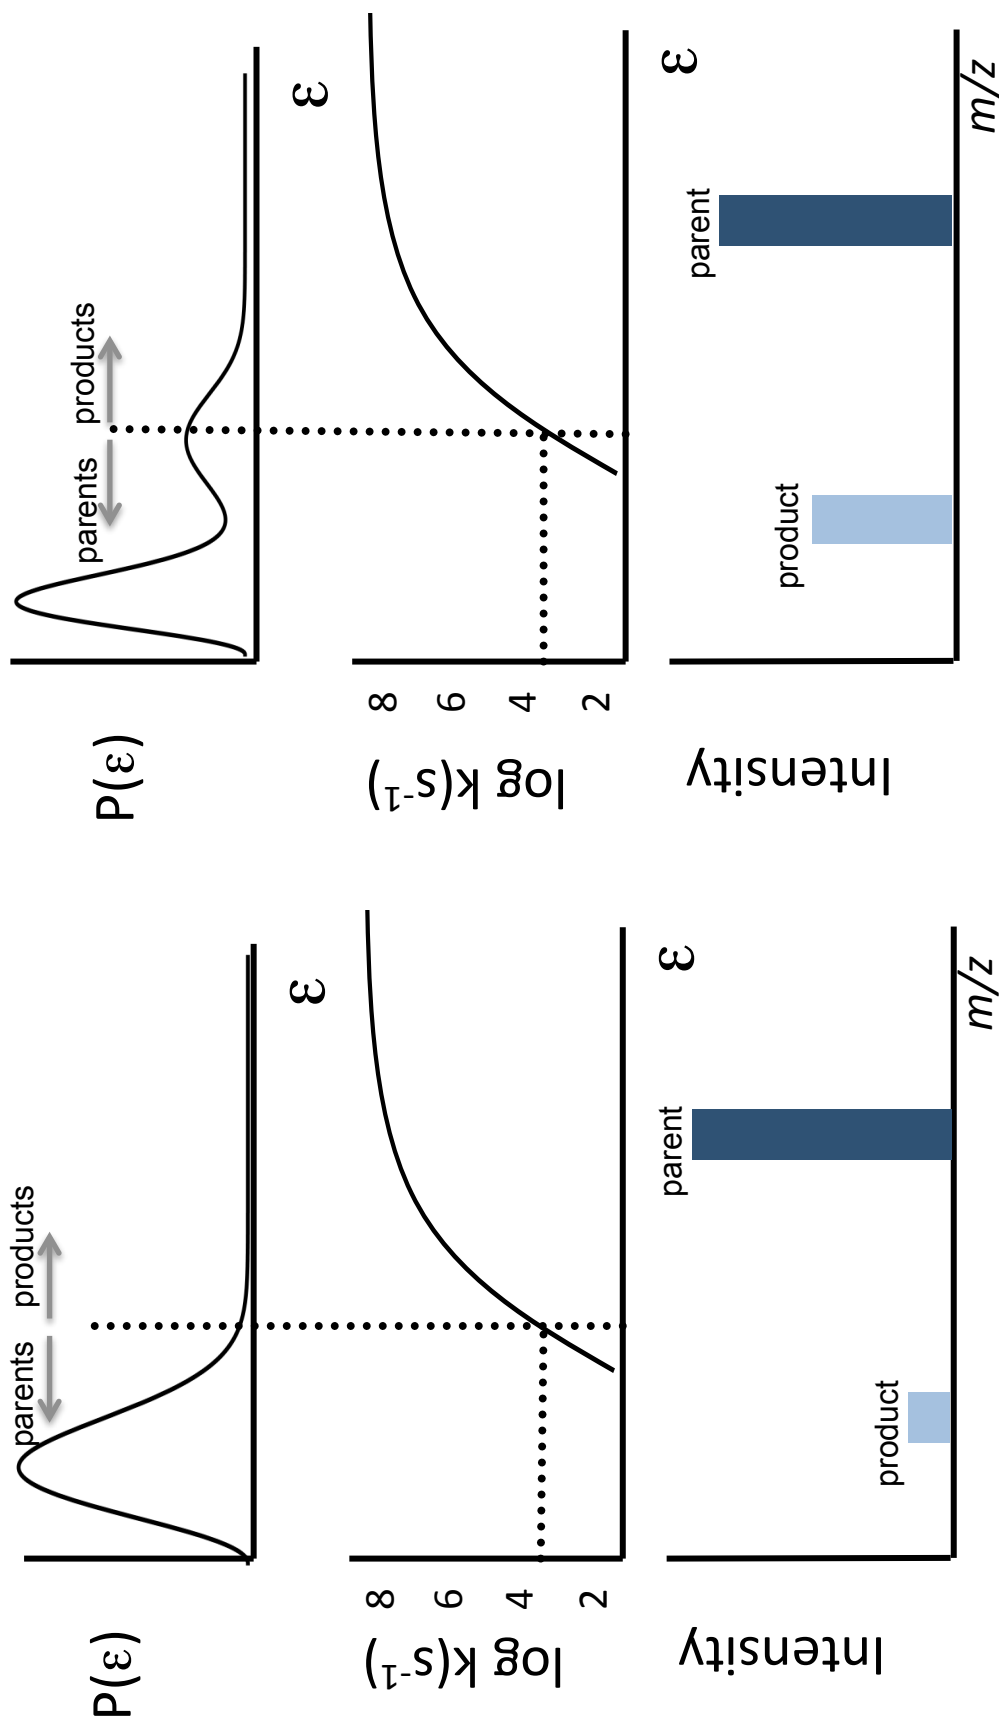 P(ε)
parents
products
ε
log k(s⁻¹)
8
6
4
2
ε
Intensity
product
parent
m/z
P(ε)
parents
products
ε
log k(s⁻¹)
8
6
4
2
ε
Intensity
product
parent
m/z